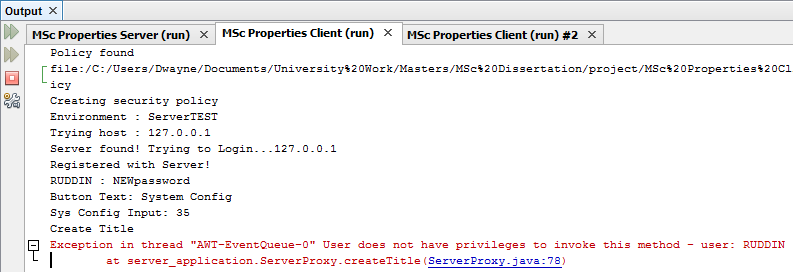 Output
MSc Properties Server (run)
MSc Properties Client (run)
MSc Properties Client (run) #2
Policy found
file:/C:/Users/Dwayne/Documents/University%20Work/Masters/MSc%20Dissertation/project/MSc%20Properties%20Cl
icy
Creating security policy
Environment : ServerTEST
Trying host : 127.0.0.1
Server found! Trying to Login...127.0.0.1
Registered with Server!
RUDDIN : NEWpassword
Button Text: System Config
Sys Config Input: 35
Create Title
Exception in thread "AWT-EventQueue-0" User does not have privileges to invoke this method - user: RUDDIN
at server_application.ServerProxy.createTitle(ServerProxy.java:78)